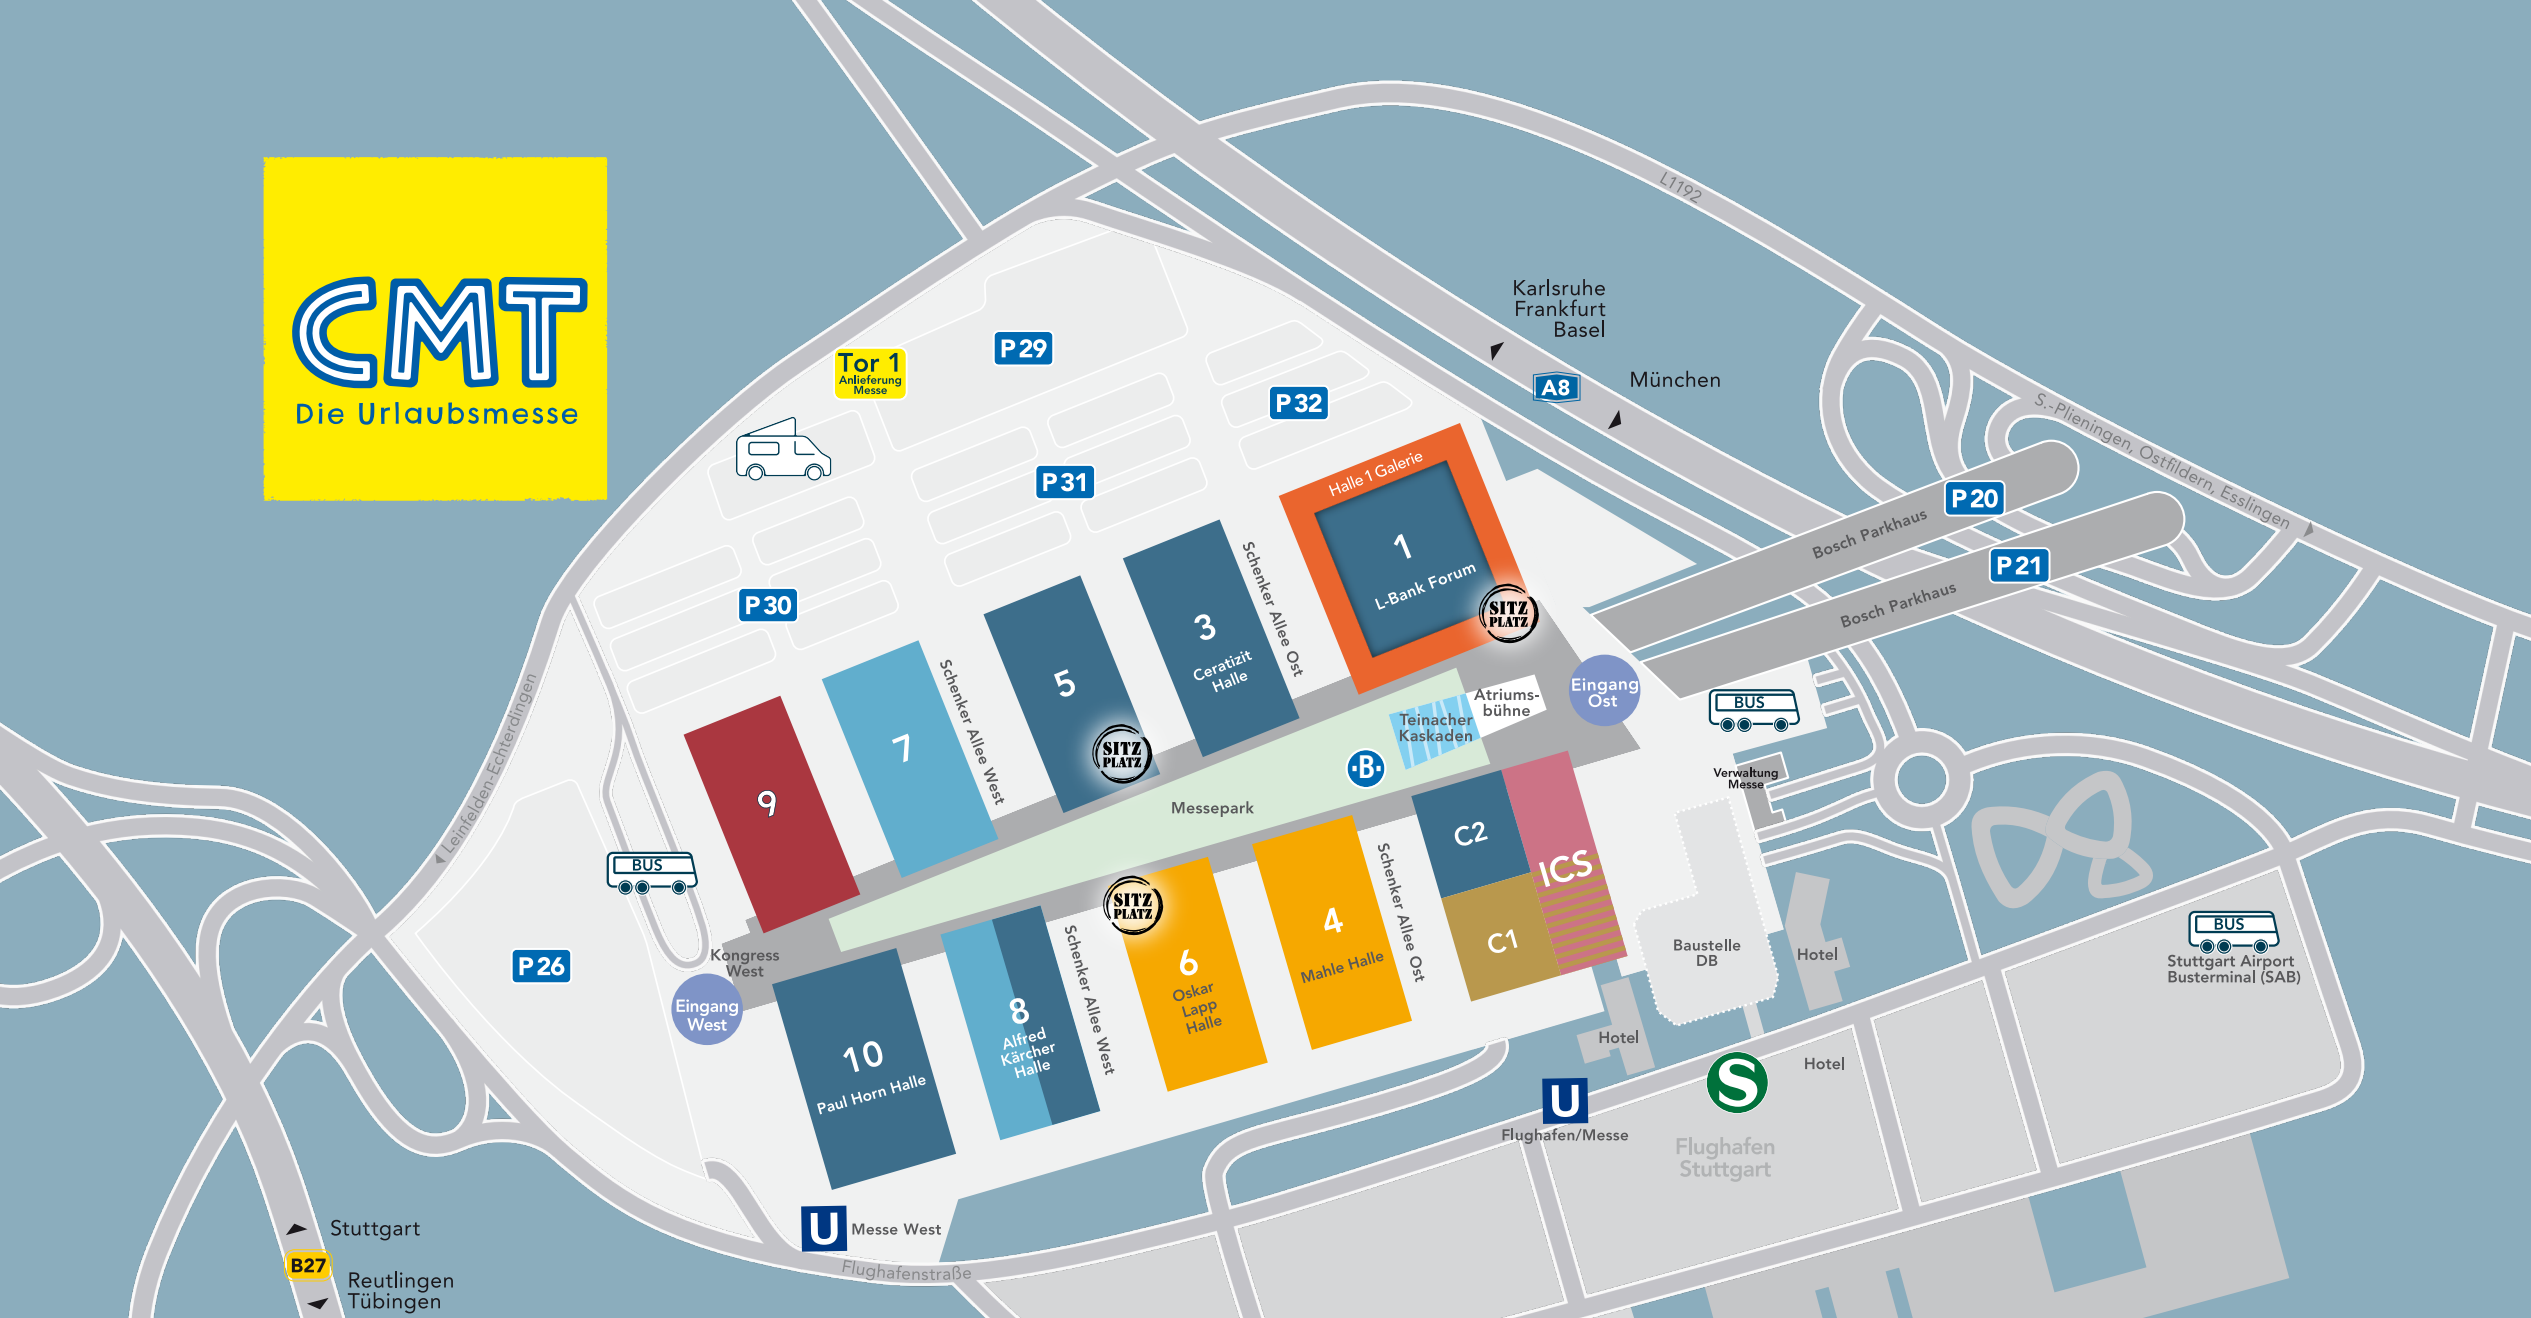 CMT
Die Urlaubsmesse
L1192
Karlsruhe
Frankfurt
Basel
A8
München
S.-Plieningen, Ostfildern, Esslingen
Tor 1
Anlieferung
Messe
P29
P32
P31
P30
P20
Bosch Parkhaus
P21
Bosch Parkhaus
Halle 1 Galerie
1
L-Bank Forum
SITZ
PLATZ
3
Ceratizit
Halle
Schenker Allee Ost
5
SITZ
PLATZ
7
Schenker Allee West
9
Eingang
Ost
Atriums-
bühne
Teinacher
Kaskaden
B
Messepark
BUS
Verwaltung
Messe
Leinfelden-Echterdingen
BUS
P26
Kongress
West
Eingang
West
10
Paul Horn Halle
8
Alfred
Kärcher
Halle
Schenker Allee West
SITZ
PLATZ
6
Oskar
Lapp
Halle
4
Mahle Halle
Schenker Allee Ost
C2
C1
ICS
Baustelle
DB
Hotel
Hotel
Hotel
BUS
Stuttgart Airport
Busterminal (SAB)
U
Flughafen/Messe
S
Flughafen
Stuttgart
U
Messe West
Flughafenstraße
Stuttgart
B27
Reutlingen
Tübingen